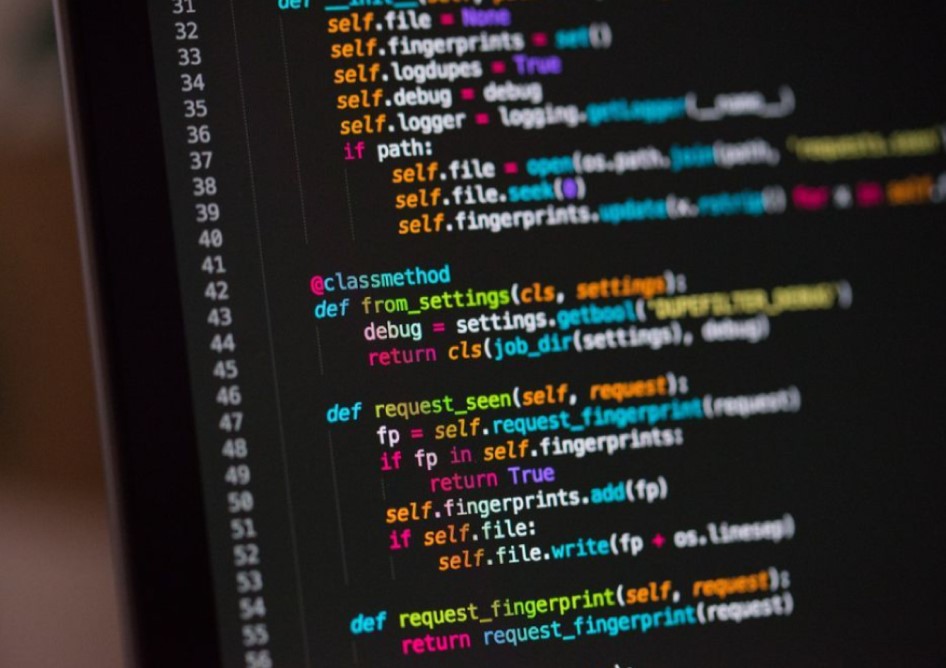 31 def __init__(self,
32 self.file = None
33 self.fingerprints = set()
34 self.logdupes = True
35 self.debug = debug
36 self.logger = logging.getLogger(__name__)
37 if path:
38 self.file = open(os.path.join(path, 'requests.seen'
39 self.file.seek(0)
40 self.fingerprints.update(x.rstrip() for x in self.
41
42 @classmethod
43 def from_settings(cls, settings):
44 debug = settings.getbool('DUPEFILTER_DEBUG')
45 return cls(job_dir(settings), debug)
46
47 def request_seen(self, request):
48 fp = self.request_fingerprint(request)
49 if fp in self.fingerprints:
50 return True
51 self.fingerprints.add(fp)
52 if self.file:
53 self.file.write(fp + os.linesep)
54
55 def request_fingerprint(self, request):
56 return request_fingerprint(request)